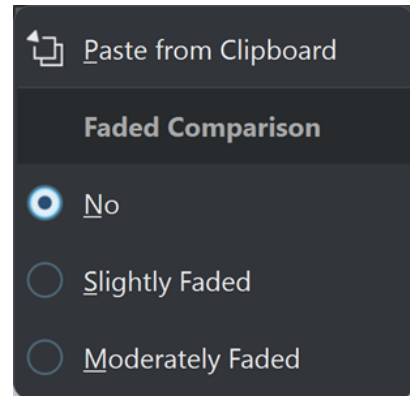 Paste from Clipboard
Faded Comparison
No
Slightly Faded
Moderately Faded